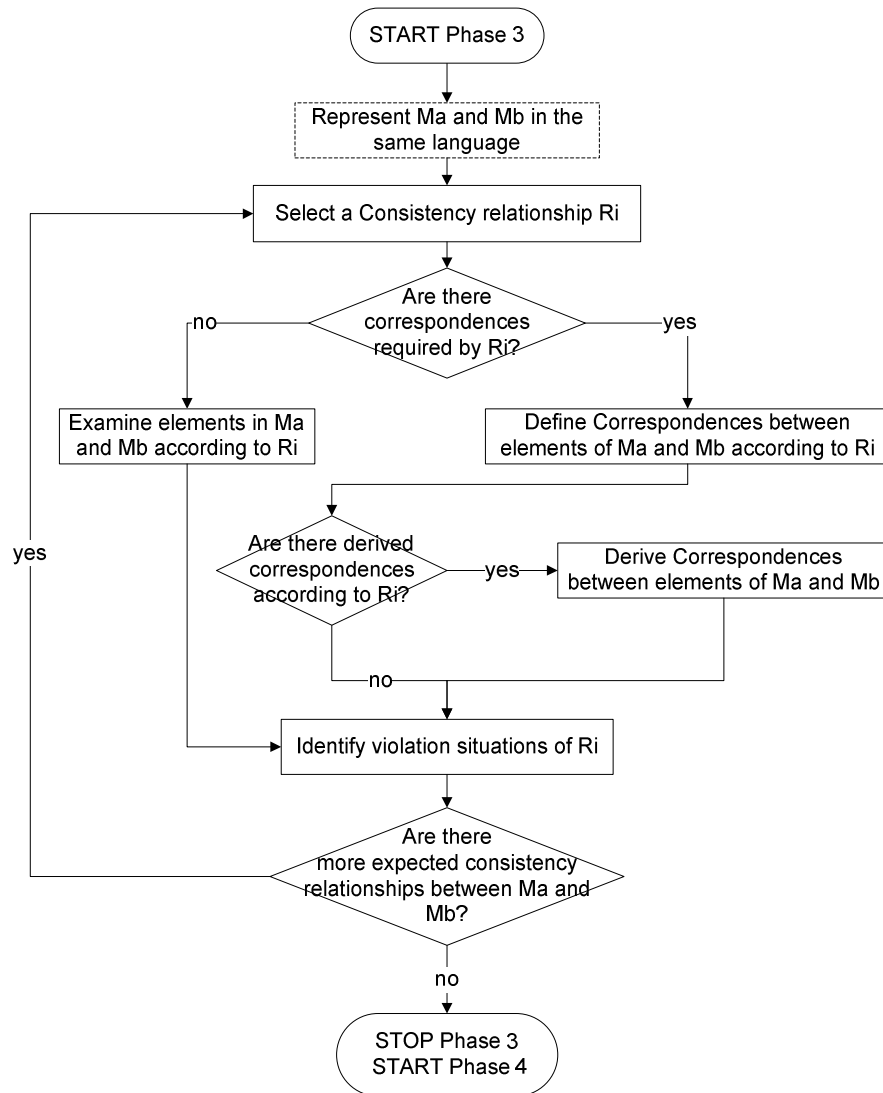 START Phase 3
Represent Ma and Mb in the
same language
Select a Consistency relationship Ri
Are there
correspondences
required by Ri?
no
yes
Examine elements in Ma
and Mb according to Ri
Define Correspondences between
elements of Ma and Mb according to Ri
Are there derived
correspondences
according to Ri?
yes
Derive Correspondences
between elements of Ma and Mb
yes
no
Identify violation situations of Ri
Are there
more expected consistency
relationships between Ma and
Mb?
no
STOP Phase 3
START Phase 4